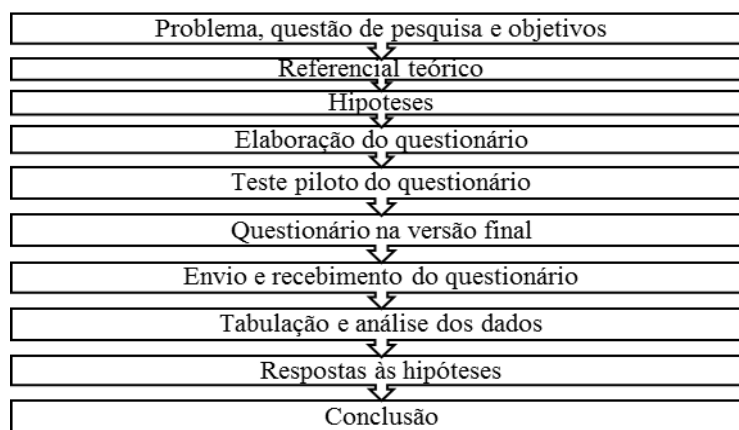 Problema, questão de pesquisa e objetivos
Referencial teórico
Hipoteses
Elaboração do questionário
Teste piloto do questionário
Questionário na versão final
Envio e recebimento do questionário
Tabulação e análise dos dados
Respostas às hipóteses
Conclusão